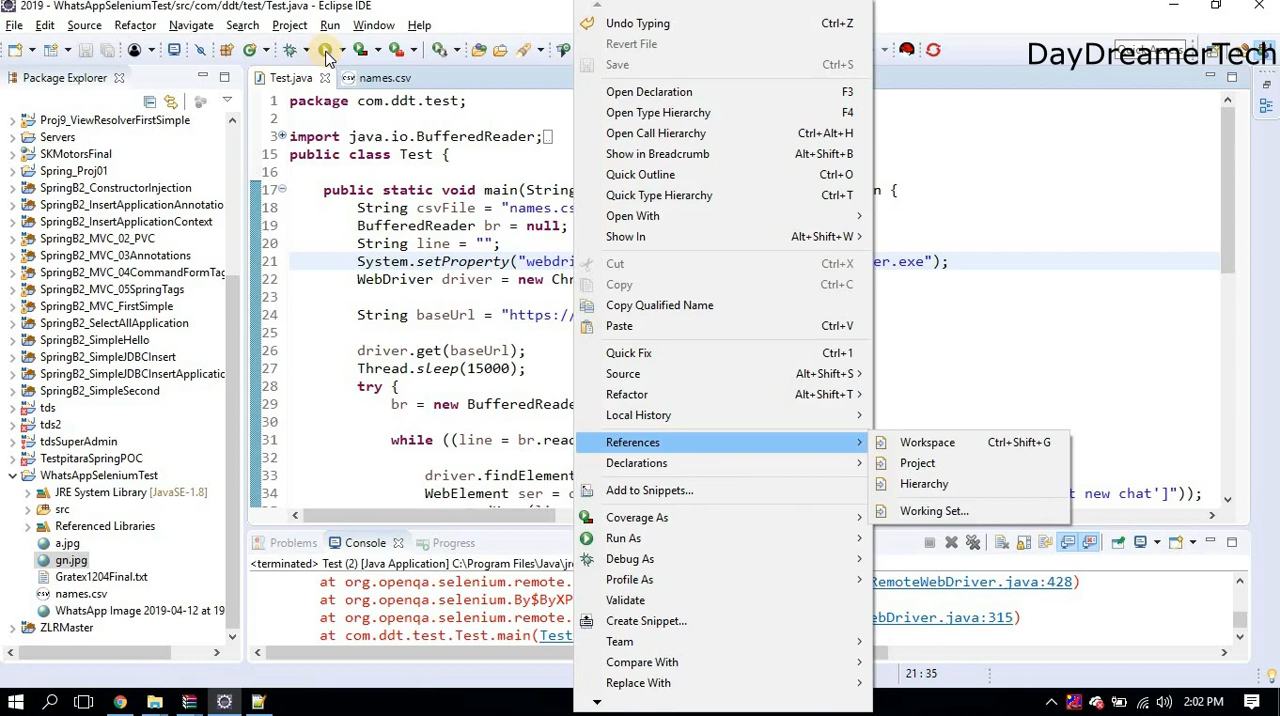 2019 - WhatsAppSeleniumTest/src/com/ddt/test/Test.java - Eclipse IDE
File Edit Source Refactor Navigate Search Project Run Window Help
DayDreamerTech
Package Explorer
Proj9_ViewResolverFirstSimple
Servers
SKMotorsFinal
Spring_Proj01
SpringB2_ConstructorInjection
SpringB2_InsertApplicationAnnotatio
SpringB2_InsertApplicationContext
SpringB2_MVC_02_PVC
SpringB2_MVC_03Annotations
SpringB2_MVC_04CommandFormTag
SpringB2_MVC_05SpringTags
SpringB2_MVC_FirstSimple
SpringB2_SelectAllApplication
SpringB2_SimpleHello
SpringB2_SimpleJDBCInsert
SpringB2_SimpleJDBCInsertApplicatio
SpringB2_SimpleSecond
tds
tds2
tdsSuperAdmin
TestpitaraSpringPOC
WhatsAppSeleniumTest
JRE System Library [JavaSE-1.8]
src
Referenced Libraries
a.jpg
gn.jpg
Gratex1204Final.txt
names.csv
WhatsApp Image 2019-04-12 at 19
ZLRMaster
Test.java names.csv
1 package com.ddt.test;
2
3 import java.io.BufferedReader;
15 public class Test {
16
17 public static void main(String n {
18 String csvFile = "names.cs
19 BufferedReader br = null;
20 String line = "";
21 System.setProperty("webdri er.exe");
22 WebDriver driver = new Chr
24 String baseUrl = "https://
25
26 driver.get(baseUrl);
27 Thread.sleep(15000);
28 try {
29 br = new BufferedReade
30
31 while ((line = br.read
33 driver.findElement
34 WebElement ser = d t new chat']"));
Undo Typing Ctrl+Z
Revert File
Save Ctrl+S
Open Declaration F3
Open Type Hierarchy F4
Open Call Hierarchy Ctrl+Alt+H
Show in Breadcrumb Alt+Shift+B
Quick Outline Ctrl+O
Quick Type Hierarchy Ctrl+T
Open With
Show In Alt+Shift+W
Cut Ctrl+X
Copy Ctrl+C
Copy Qualified Name
Paste Ctrl+V
Quick Fix Ctrl+1
Source Alt+Shift+S
Refactor Alt+Shift+T
Local History
References
Declarations
Add to Snippets...
Coverage As
Run As
Debug As
Profile As
Validate
Create Snippet...
Team
Compare With
Replace With
Workspace Ctrl+Shift+G
Project
Hierarchy
Working Set...
Problems Console Progress
<terminated> Test (2) [Java Application] C:\Program Files\Java\jre
at org.openqa.selenium.remote. RemoteWebDriver.java:428)
at org.openqa.selenium.By$ByXP
at org.openqa.selenium.remote. ebDriver.java:315)
at com.ddt.test.Test.main(Test
21 : 35
2:02 PM